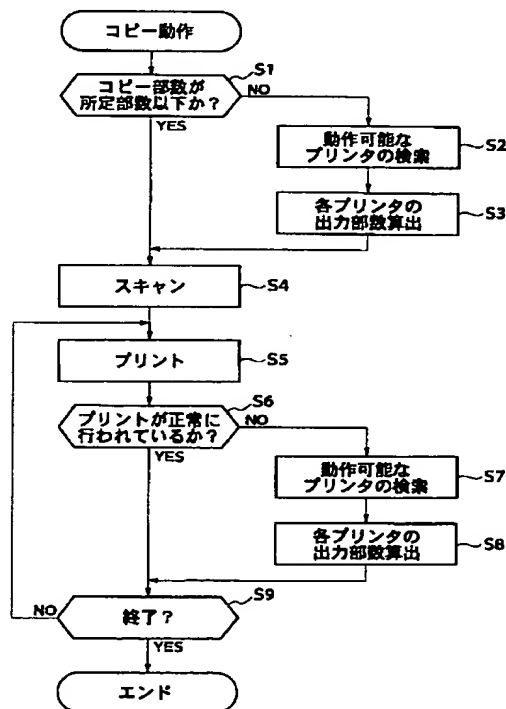 コピー動作
S1
コピー部数が
所定部数以下か?
NO
YES
動作可能な
プリンタの検索
S2
各プリンタの
出力部数算出
S3
スキャン
S4
プリント
S5
S6
プリントが正常に
行われているか?
NO
YES
動作可能な
プリンタの検索
S7
各プリンタの
出力部数算出
S8
S9
終了?
NO
YES
エンド